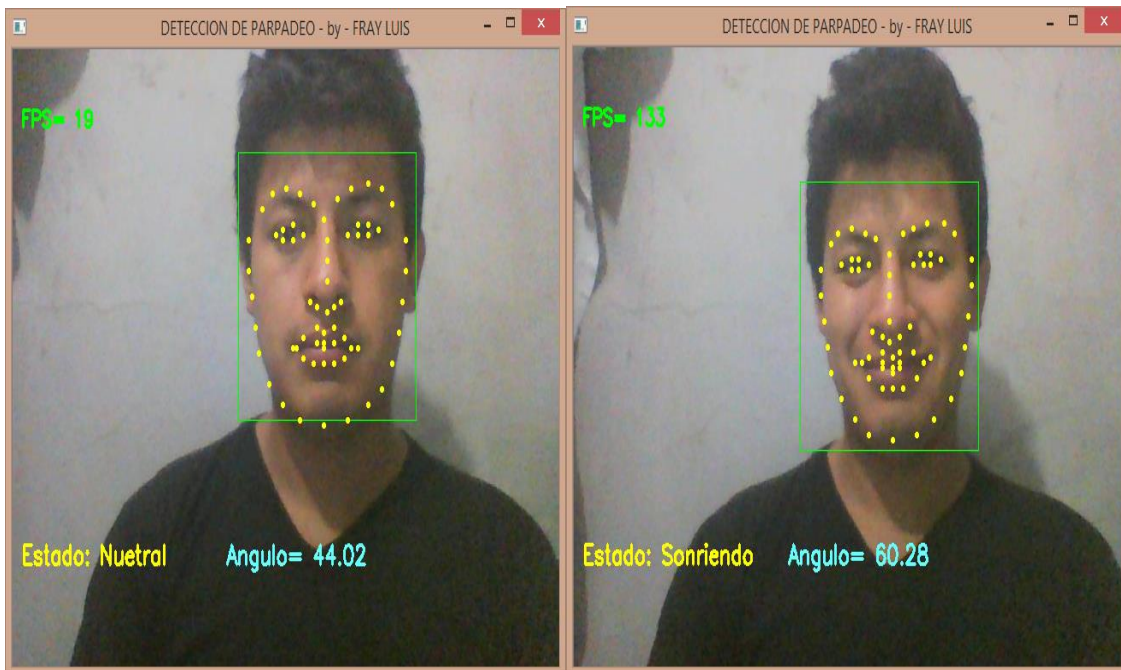 DETECCION DE PARPADEO - by - FRAY LUIS
FPS= 19
Estado: Nuetral Angulo= 44.02
DETECCION DE PARPADEO - by - FRAY LUIS
FPS= 133
Estado: Sonriendo Angulo= 60.28